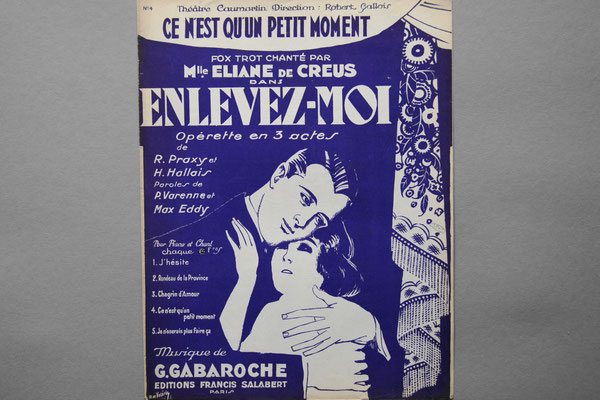 No 4
Théâtre Caumartin Direction: Robert Gallois
CE N'EST QU'UN PETIT MOMENT
FOX TROT CHANTÉ PAR
Mlle ELIANE DE CREUS
DANS
ENLEVEZ-MOI
Opérette en 3 actes
de
R. Praxy et
H. Hallais
Paroles de
P. Varenne et
Max Eddy
Pour Piano et Chant
chaque
1. J'hésite
2. Rondeau de la Province
3. Chagrin d'Amour
4. Ce n'est qu'un
petit moment
5. Je n'oserais plus faire ça
Musique de
G. GABAROCHE
EDITIONS FRANCIS SALABERT
PARIS